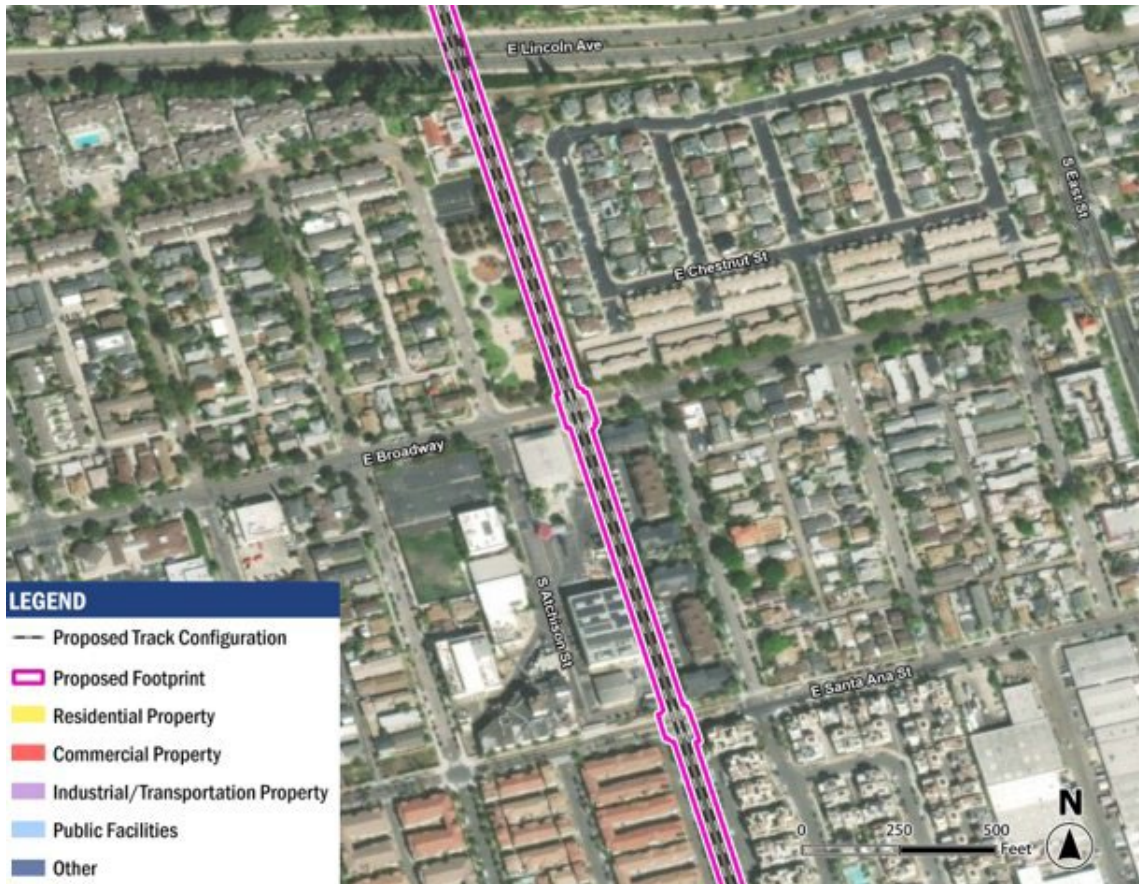 E Lincoln Ave
S East St
E Chestnut St
E Broadway
S Atchison St
E Santa Ana St
LEGEND
Proposed Track Configuration
Proposed Footprint
Residential Property
Commercial Property
Industrial/Transportation Property
Public Facilities
Other
N
0 250 500
Feet